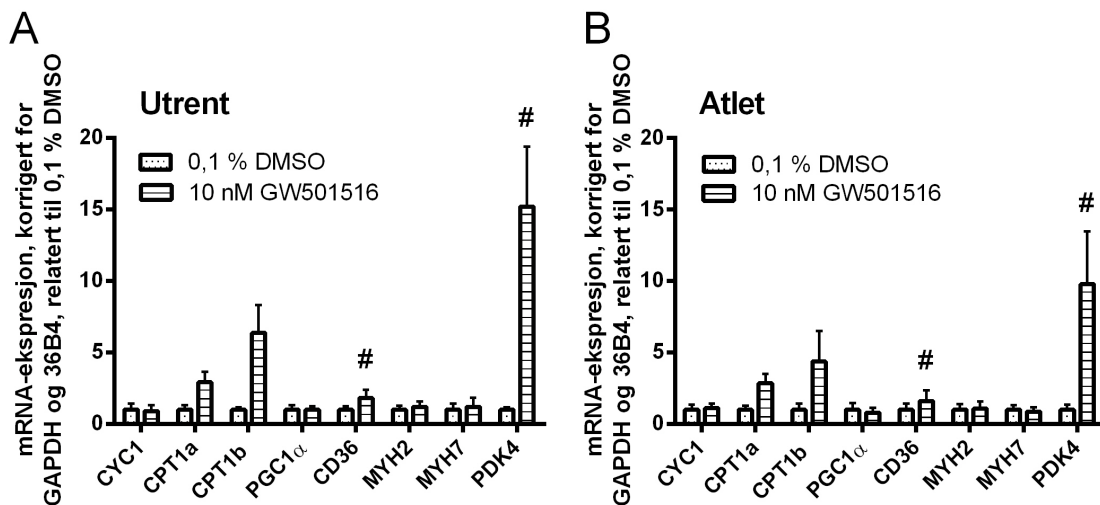 A
mRNA-ekspresjon, korrigert for
GAPDH og 36B4, relatert til 0,1 % DMSO
Utrent
0,1 % DMSO
10 nM GW501516
20
15
10
5
0
#
#
CYC1
CPT1a
CPT1b
PGC1α
CD36
MYH2
MYH7
PDK4
B
mRNA-ekspresjon, korrigert for
GAPDH og 36B4, relatert til 0,1 % DMSO
Atlet
0,1 % DMSO
10 nM GW501516
20
15
10
5
0
#
#
CYC1
CPT1a
CPT1b
PGC1α
CD36
MYH2
MYH7
PDK4